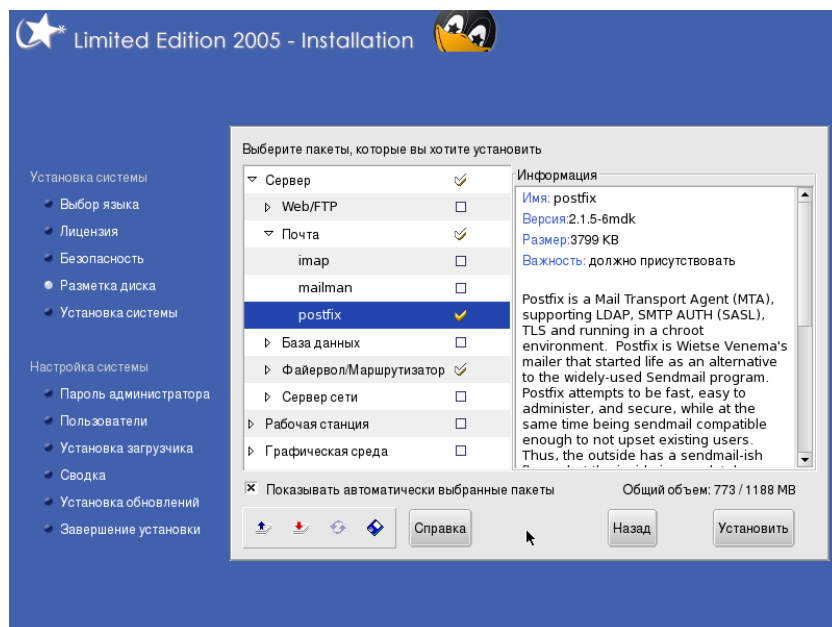 Limited Edition 2005 - Installation
Установка системы
Выбор языка
Лицензия
Безопасность
Разметка диска
Установка системы
Настройка системы
Пароль администратора
Пользователи
Установка загрузчика
Сводка
Установка обновлений
Завершение установки
Выберите пакеты, которые вы хотите установить
Сервер
Web/FTP
Почта
imap
mailman
postfix
База данных
Файервол/Маршрутизатор
Сервер сети
Рабочая станция
Графическая среда
Информация
Имя: postfix
Версия:2.1.5-6mdk
Размер:3799 KB
Важность: должно присутствовать
Postfix is a Mail Transport Agent (MTA),
supporting LDAP, SMTP AUTH (SASL),
TLS and running in a chroot
environment. Postfix is Wietse Venema's
mailer that started life as an alternative
to the widely-used Sendmail program.
Postfix attempts to be fast, easy to
administer, and secure, while at the
same time being sendmail compatible
enough to not upset existing users.
Thus, the outside has a sendmail-ish
Показывать автоматически выбранные пакеты
Общий объем: 773 / 1188 MB
Справка
Назад
Установить